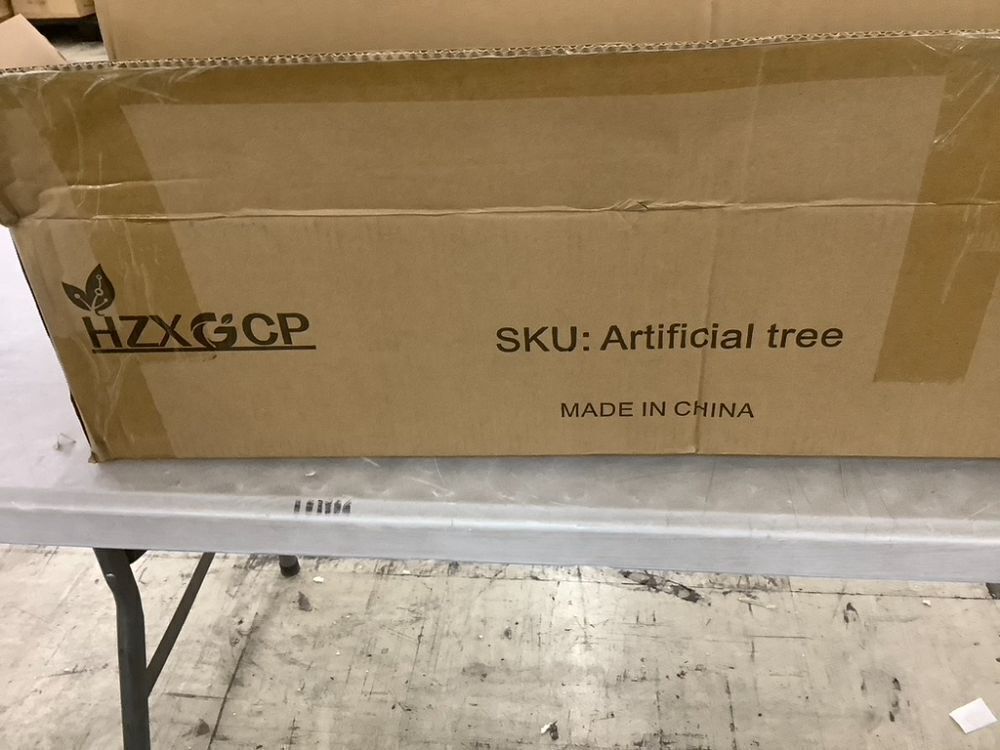 HZXGCP
SKU: Artificial tree
MADE IN CHINA